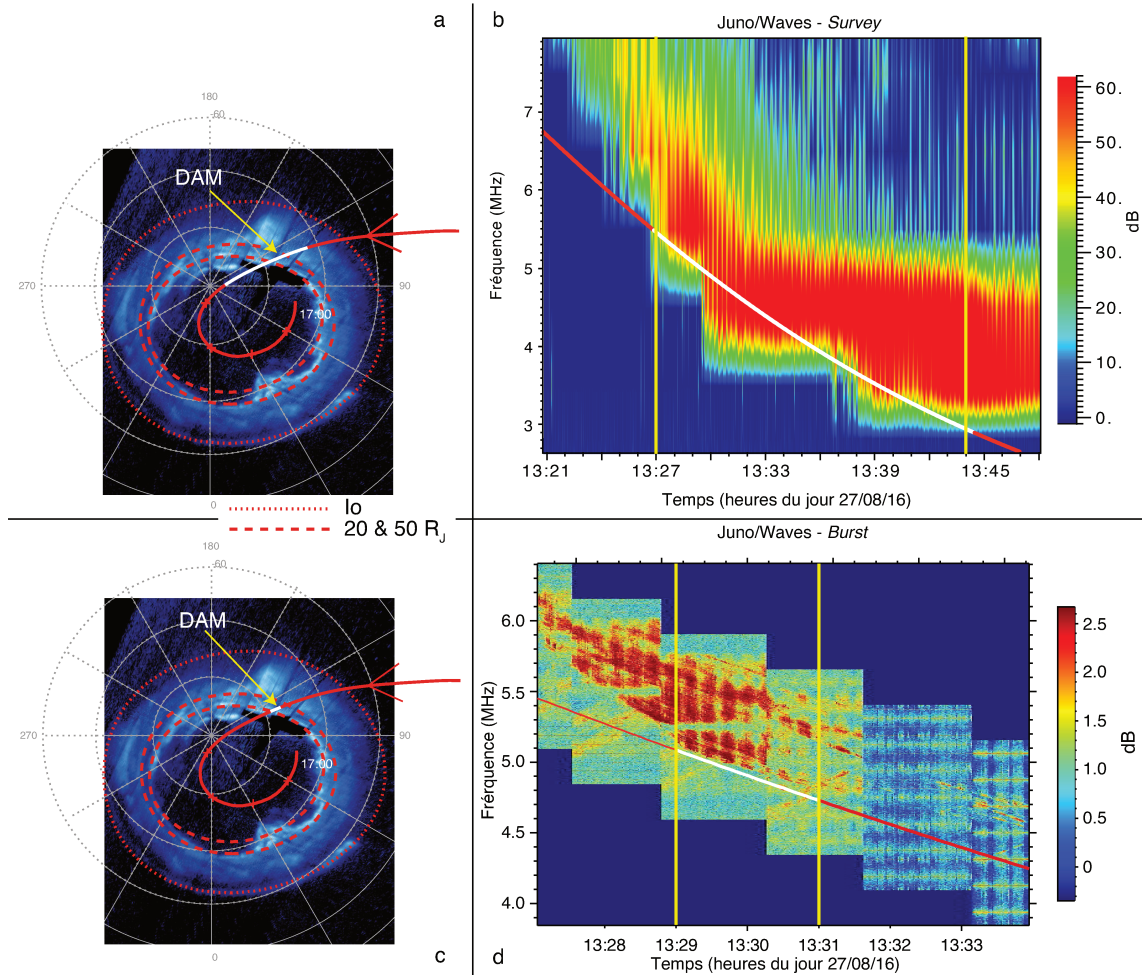 a
180
-60
DAM
270
90
17:00
0
Io
20 & 50 R_J
b
Juno/Waves - Survey
Fréquence (MHz)
7
6
5
4
3
13:21
13:27
13:33
13:39
13:45
Temps (heures du jour 27/08/16)
60.
50.
40.
30.
20.
10.
0.
dB
180
-60
DAM
270
90
17:00
0
c
Juno/Waves - Burst
Fréquence (MHz)
6.0
5.5
5.0
4.5
4.0
13:28
13:29
13:30
13:31
13:32
13:33
Temps (heures du jour 27/08/16)
d
2.5
2.0
1.5
1.0
0.5
0
dB